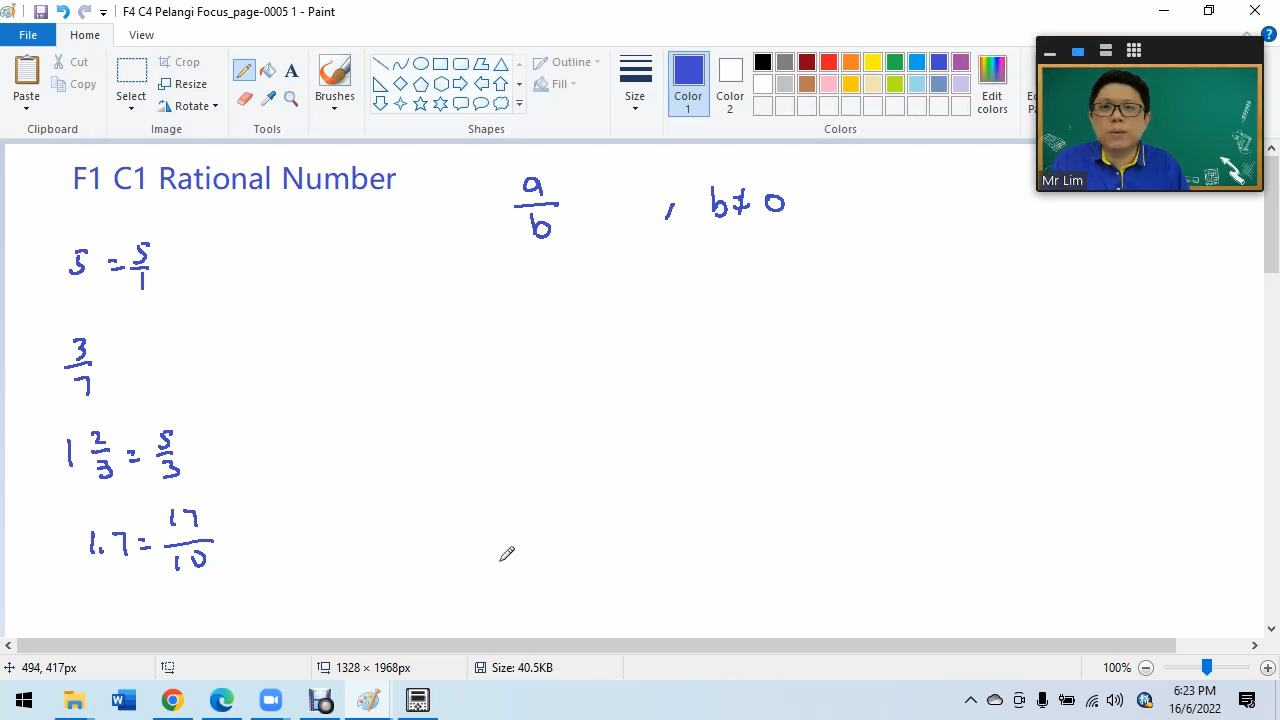 F4 C4 Pelangi Focus_page-0005 1 - Paint
File Home View
Paste Cut Copy Clipboard
Select Crop Resize Rotate Image
A Tools
Brushes
Shapes Outline Fill
Size
Color 1 Color 2 Colors Edit colors
Mr Lim
F1 C1 Rational Number
a/b , b≠0
5 = 5/1
3/7
1 2/3 = 5/3
1.7 = 17/10
494, 417px 1328 × 1968px Size: 40.5KB 100%
6:23 PM
16/6/2022